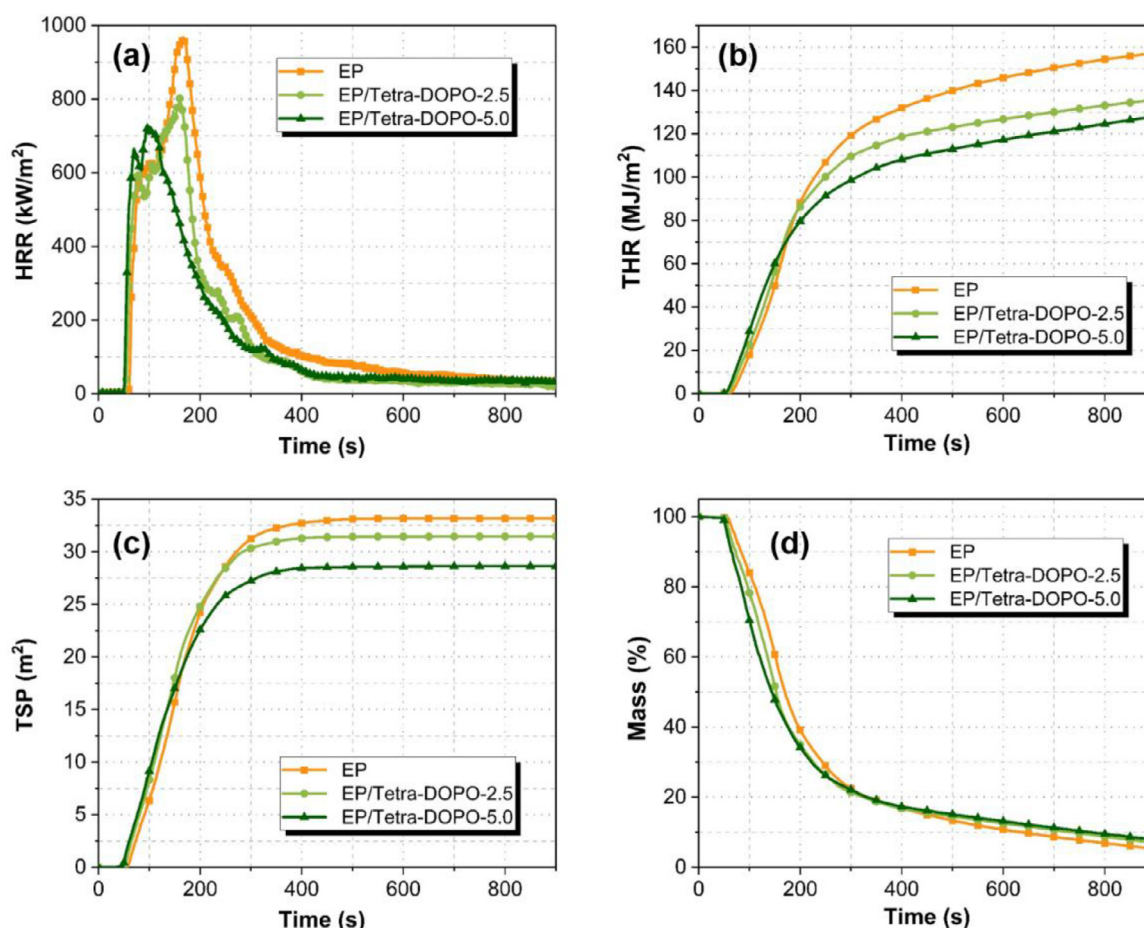 (a)
HRR (kW/m²)
1000
800
600
400
200
0
EP
EP/Tetra-DOPO-2.5
EP/Tetra-DOPO-5.0
0 200 400 600 800
Time (s)
(b)
THR (MJ/m²)
160
140
120
100
80
60
40
20
0
EP
EP/Tetra-DOPO-2.5
EP/Tetra-DOPO-5.0
0 200 400 600 800
Time (s)
(c)
TSP (m²)
35
30
25
20
15
10
5
0
EP
EP/Tetra-DOPO-2.5
EP/Tetra-DOPO-5.0
0 200 400 600 800
Time (s)
(d)
Mass (%)
100
80
60
40
20
0
EP
EP/Tetra-DOPO-2.5
EP/Tetra-DOPO-5.0
0 200 400 600 800
Time (s)